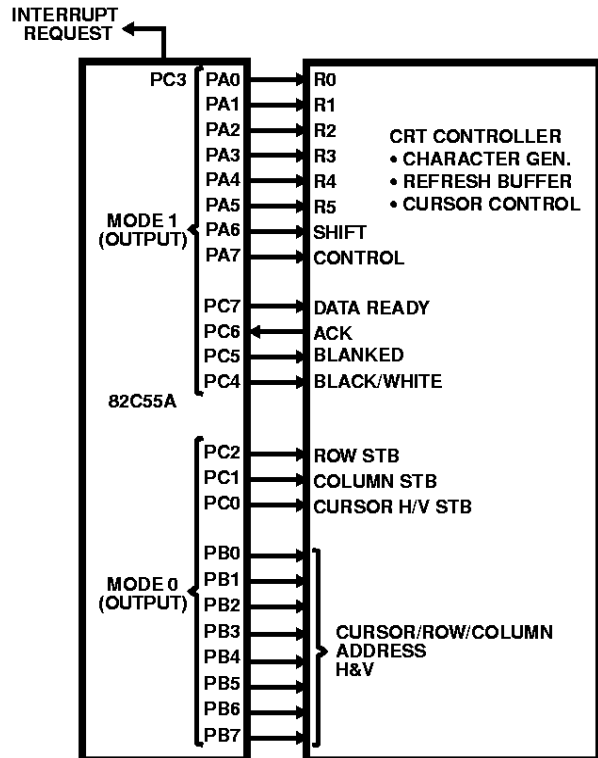 INTERRUPT
REQUEST
PC3 PA0 R0
PA1 R1
PA2 R2
PA3 R3
PA4 R4
PA5 R5
PA6 SHIFT
PA7 CONTROL
CRT CONTROLLER
• CHARACTER GEN.
• REFRESH BUFFER
• CURSOR CONTROL
MODE 1
(OUTPUT)
PC7 DATA READY
PC6 ACK
PC5 BLANKED
PC4 BLACK/WHITE
82C55A
PC2 ROW STB
PC1 COLUMN STB
PC0 CURSOR H/V STB
MODE 0
(OUTPUT)
PB0
PB1
PB2
PB3
PB4
PB5
PB6
PB7
CURSOR/ROW/COLUMN
ADDRESS
H&V